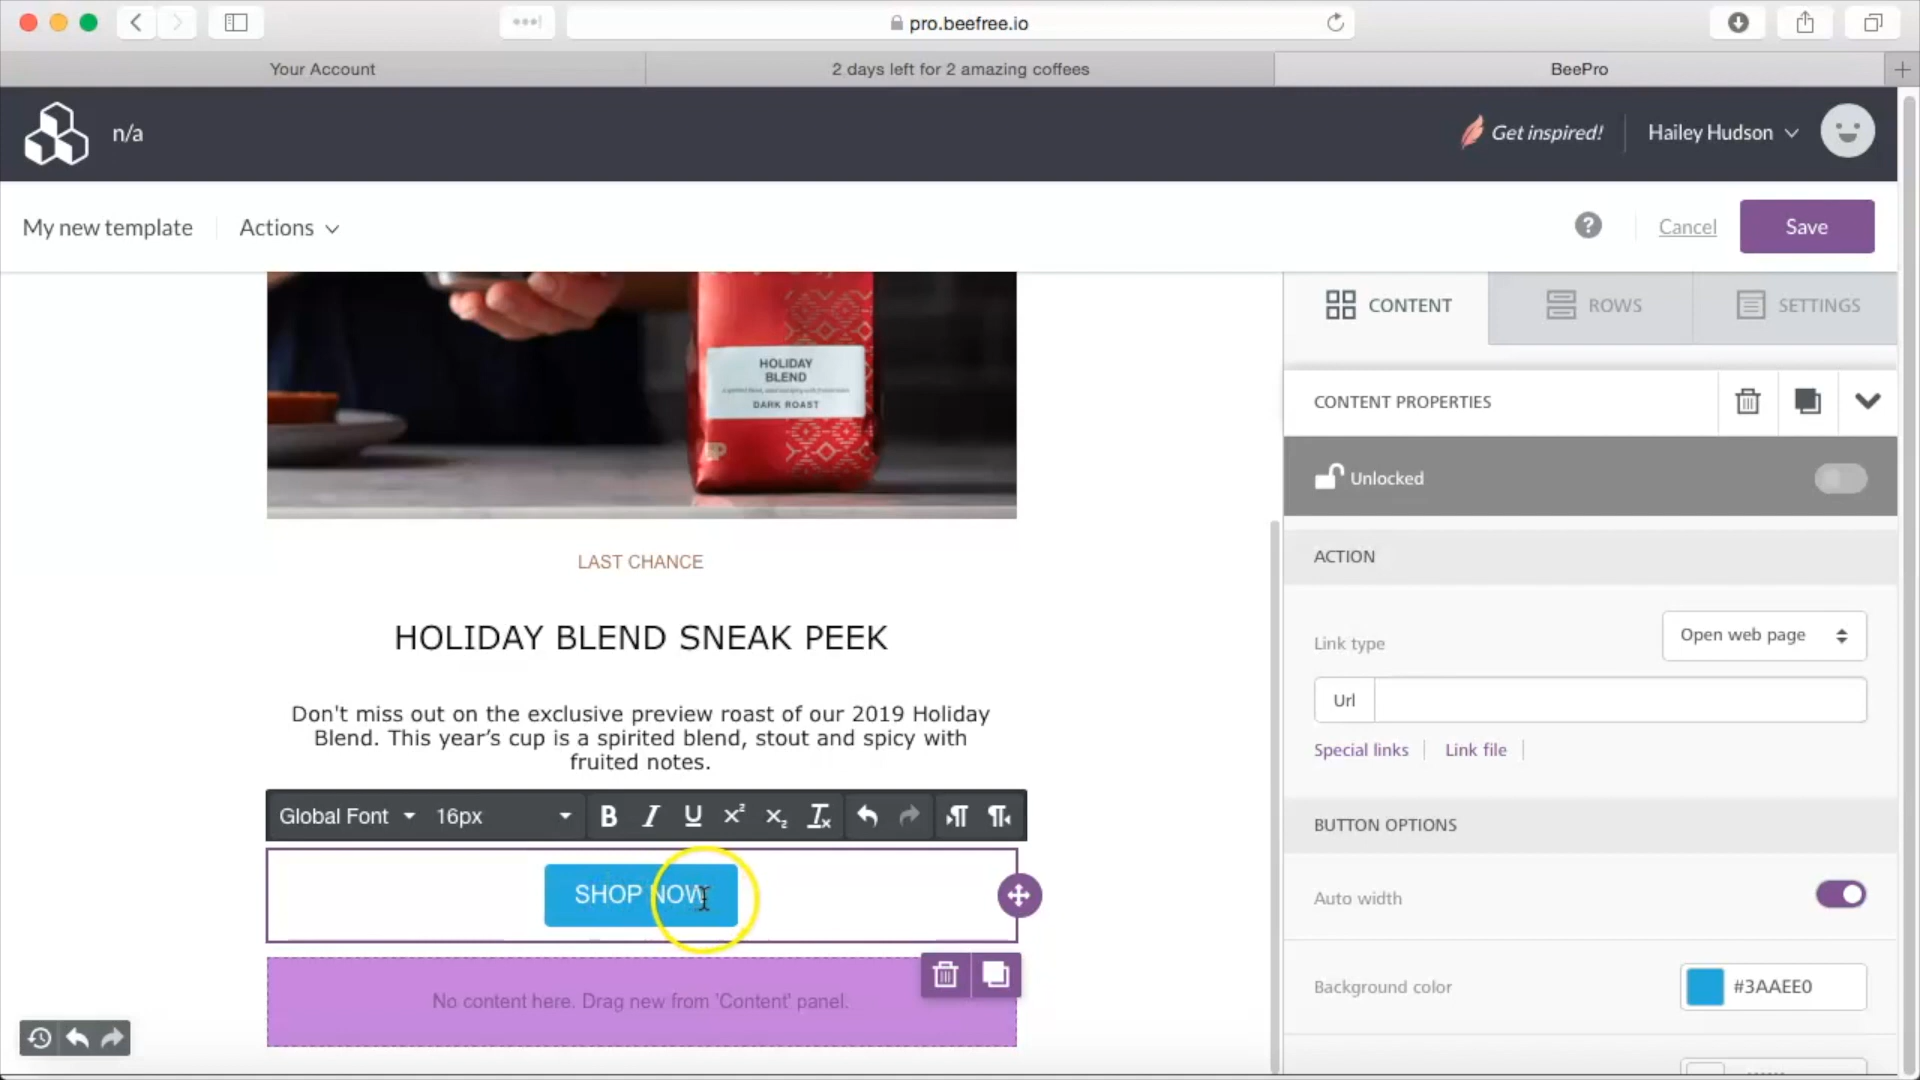 pro.beefree.io
Your Account
2 days left for 2 amazing coffees
BeePro
n/a
Get inspired!
Hailey Hudson
My new template
Actions
?
Cancel
Save
HOLIDAY
BLEND
DARK ROAST
LAST CHANCE
HOLIDAY BLEND SNEAK PEEK
Don't miss out on the exclusive preview roast of our 2019 Holiday
Blend. This year’s cup is a spirited blend, stout and spicy with
fruited notes.
Global Font
16px
B I U x² x₂ Tx
SHOP NOW
No content here. Drag new from 'Content' panel.
CONTENT
ROWS
SETTINGS
CONTENT PROPERTIES
Unlocked
ACTION
Link type
Open web page
Url
Special links
Link file
BUTTON OPTIONS
Auto width
Background color
#3AAEE0